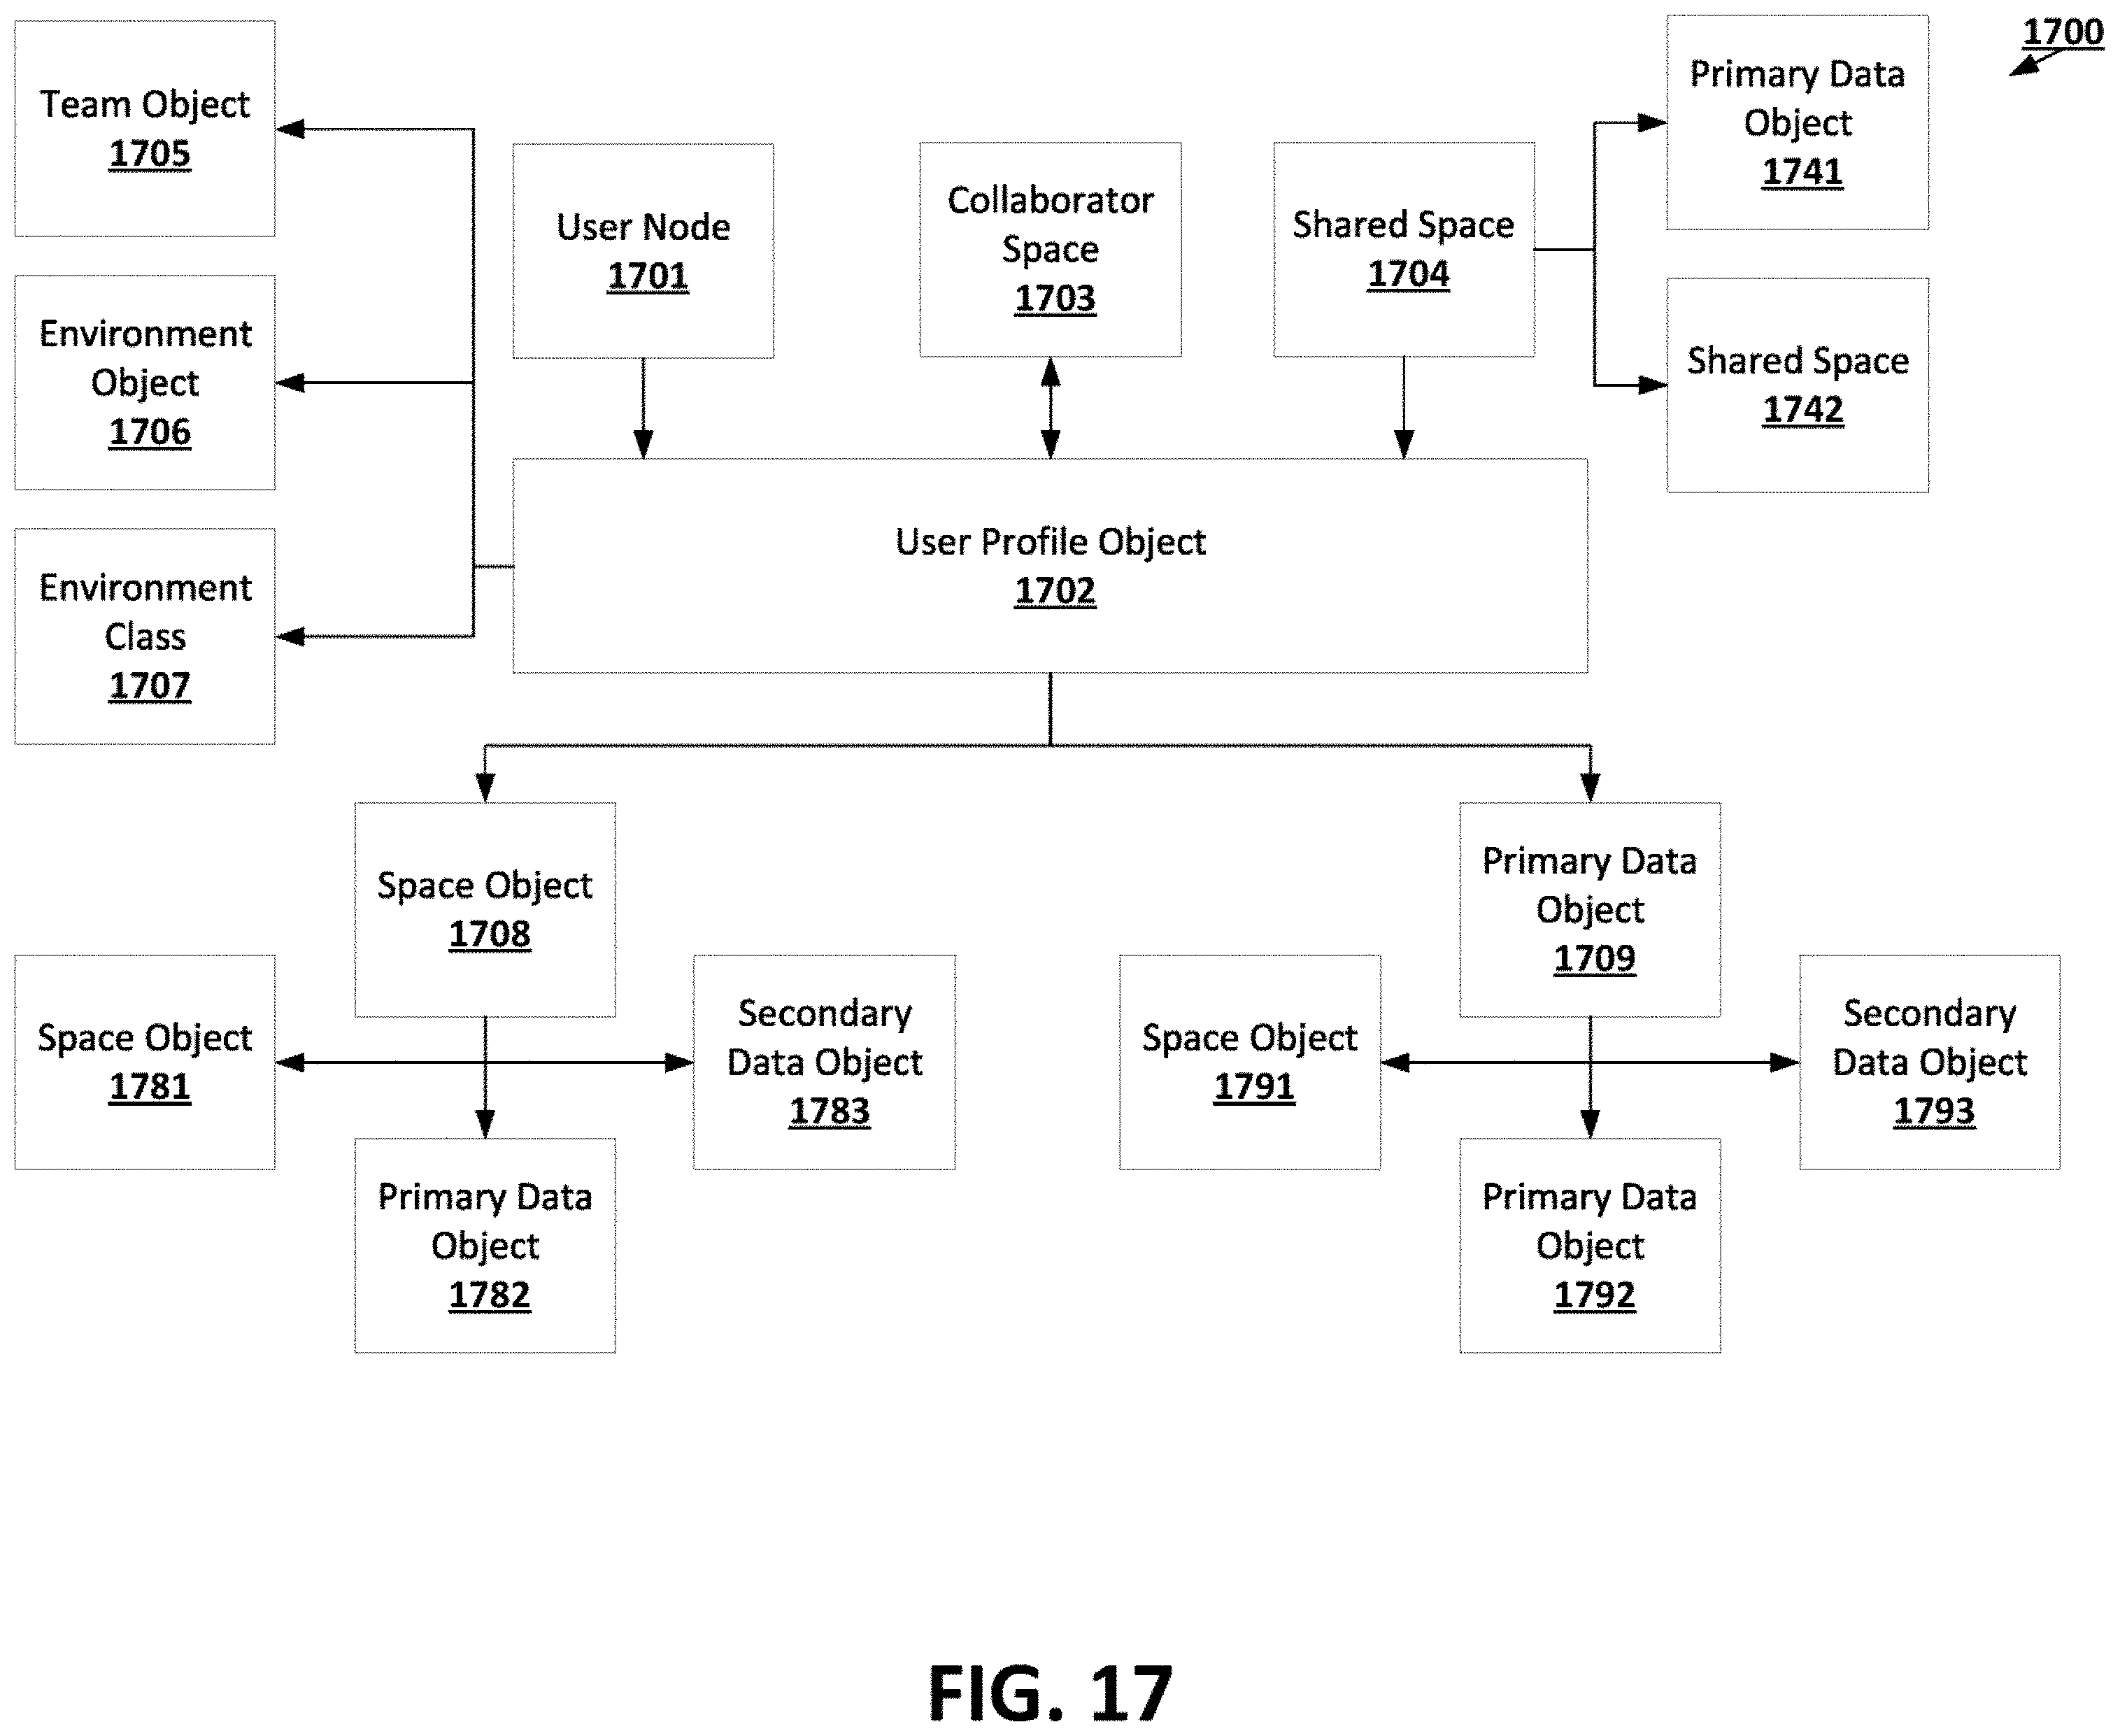 1700
Team Object
1705
User Node
1701
Collaborator
Space
1703
Shared Space
1704
Primary Data
Object
1741
Environment
Object
1706
Shared Space
1742
Environment
Class
1707
User Profile Object
1702
Space Object
1708
Primary Data
Object
1709
Space Object
1781
Secondary
Data Object
1783
Space Object
1791
Secondary
Data Object
1793
Primary Data
Object
1782
Primary Data
Object
1792
FIG. 17